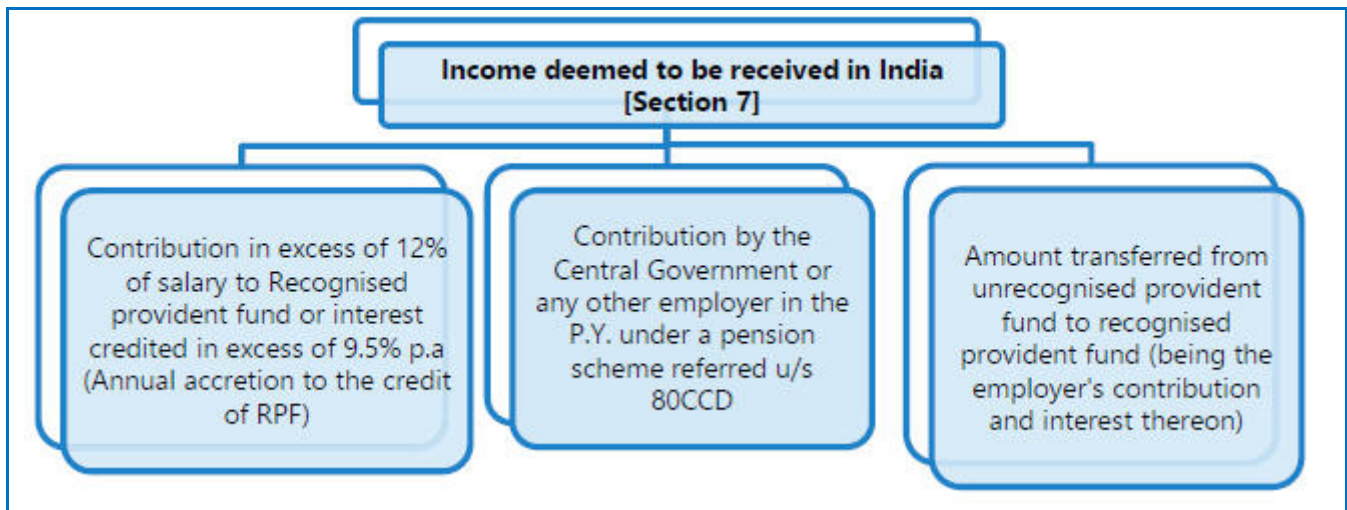 Income deemed to be received in India
[Section 7]
Contribution in excess of 12%
of salary to Recognised
provident fund or interest
credited in excess of 9.5% p.a
(Annual accretion to the credit
of RPF)
Contribution by the
Central Government or
any other employer in the
P.Y. under a pension
scheme referred u/s
80CCD
Amount transferred from
unrecognised provident
fund to recognised
provident fund (being the
employer's contribution
and interest thereon)